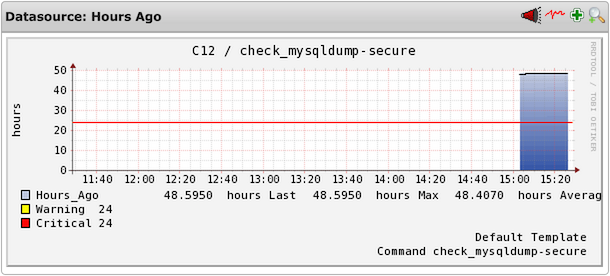 Datasource: Hours Ago
C12 / check_mysqldump-secure
RRDTOOL / TOBI OETIKER
hours
50
40
30
20
10
0
11:40 12:00 12:20 12:40 13:00 13:20 13:40 14:00 14:20 14:40 15:00 15:20
Hours_Ago 48.5950 hours Last 48.5950 hours Max 48.4070 hours Averag
Warning 24
Critical 24
Default Template
Command check_mysqldump-secure